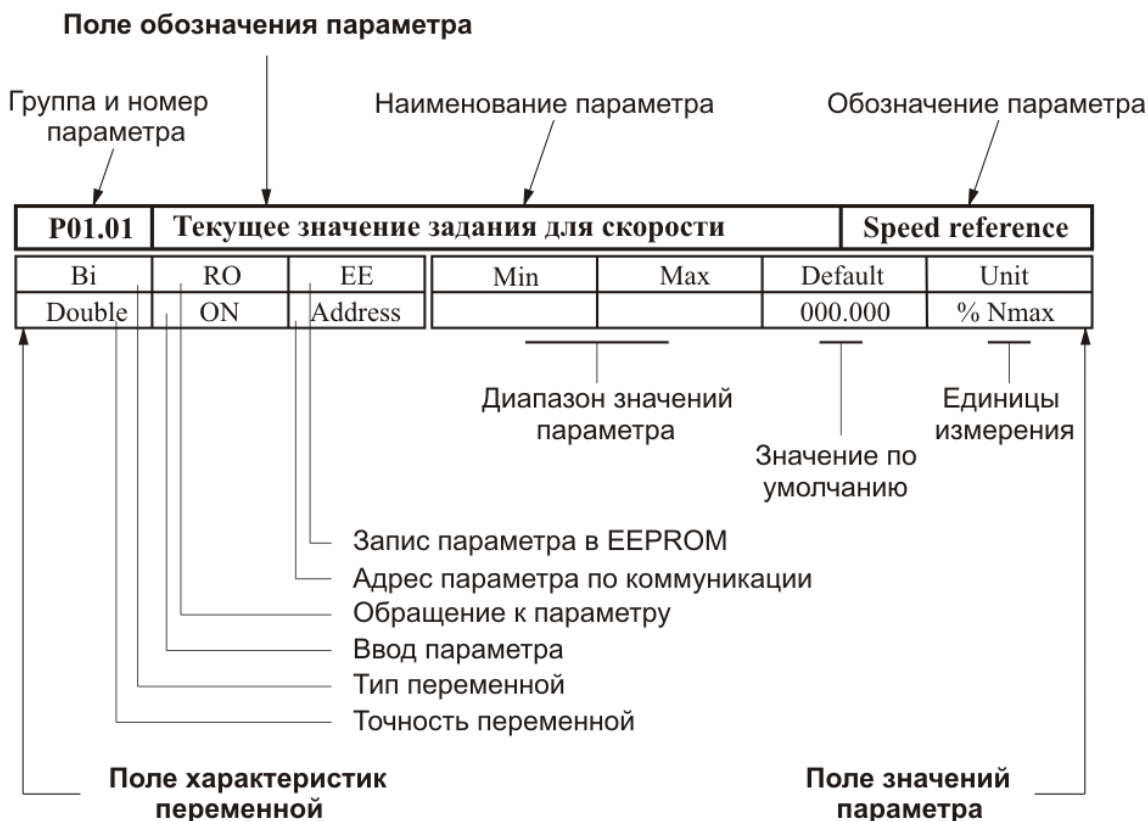 Поле обозначения параметра
Группа и номер
параметра
Наименование параметра
Обозначение параметра
P01.01 Текущее значение задания для скорости Speed reference
Bi RO EE Min Max Default Unit
Double ON Address 000.000 % Nmax
Диапазон значений
параметра
Единицы
измерения
Значение по
умолчанию
Запис параметра в EEPROM
Адрес параметра по коммуникации
Обращение к параметру
Ввод параметра
Тип переменной
Точность переменной
Поле характеристик
переменной
Поле значений
параметра